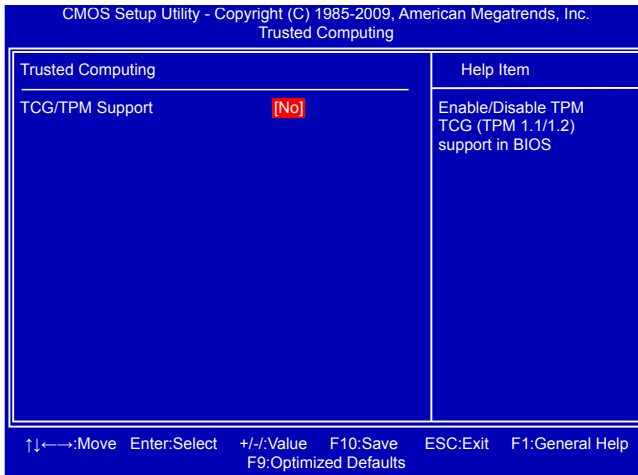 CMOS Setup Utility - Copyright (C) 1985-2009, American Megatrends, Inc.
Trusted Computing
Trusted Computing
Help Item
TCG/TPM Support [No]
Enable/Disable TPM
TCG (TPM 1.1/1.2)
support in BIOS
↑↓←→:Move Enter:Select +/-/:Value F10:Save ESC:Exit F1:General Help
F9:Optimized Defaults